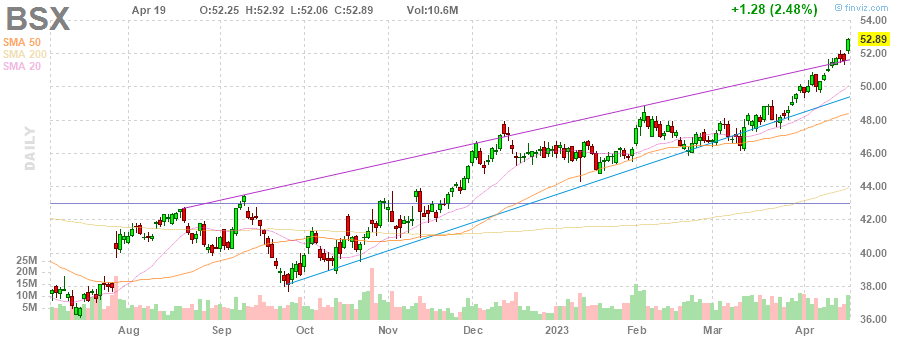 BSX
Apr 19 O:52.25 H:52.92 L:52.06 C:52.89 Vol:10.6M +1.28 (2.48%)
© finviz.com
SMA 50
SMA 200
SMA 20
DAILY
54.00
52.89
52.00
50.00
48.00
46.00
44.00
42.00
40.00
38.00
36.00
25M
20M
15M
10M
5M
Aug Sep Oct Nov Dec 2023 Feb Mar Apr